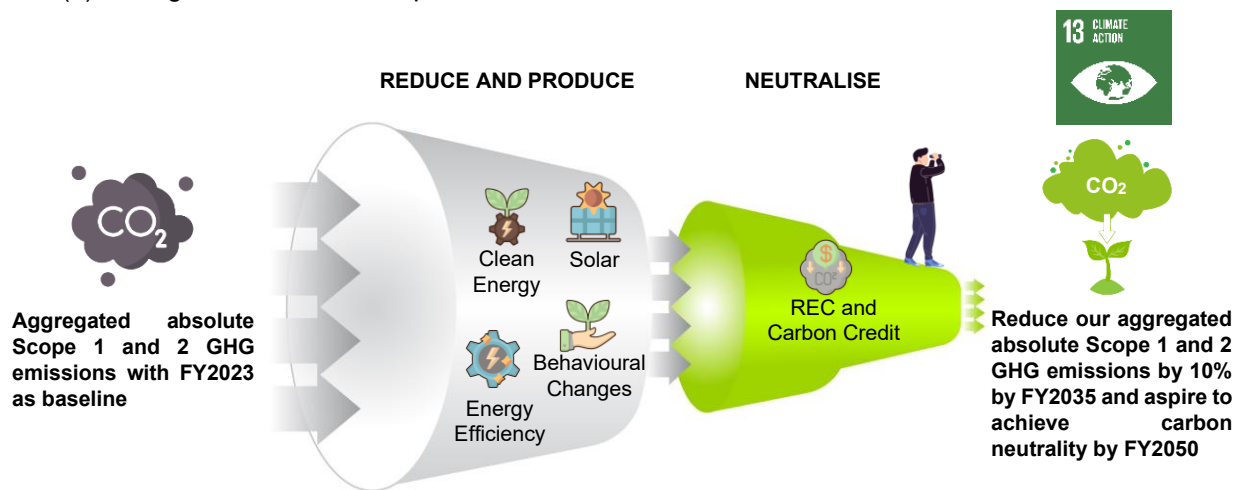 13 CLIMATE
ACTION
REDUCE AND PRODUCE
NEUTRALISE
CO2
Aggregated absolute
Scope 1 and 2 GHG
emissions with FY2023
as baseline
Clean
Energy
Solar
Energy
Efficiency
Behavioural
Changes
$
CO²
REC and
Carbon Credit
CO₂
Reduce our aggregated
absolute Scope 1 and 2
GHG emissions by 10%
by FY2035 and aspire to
achieve carbon
neutrality by FY2050